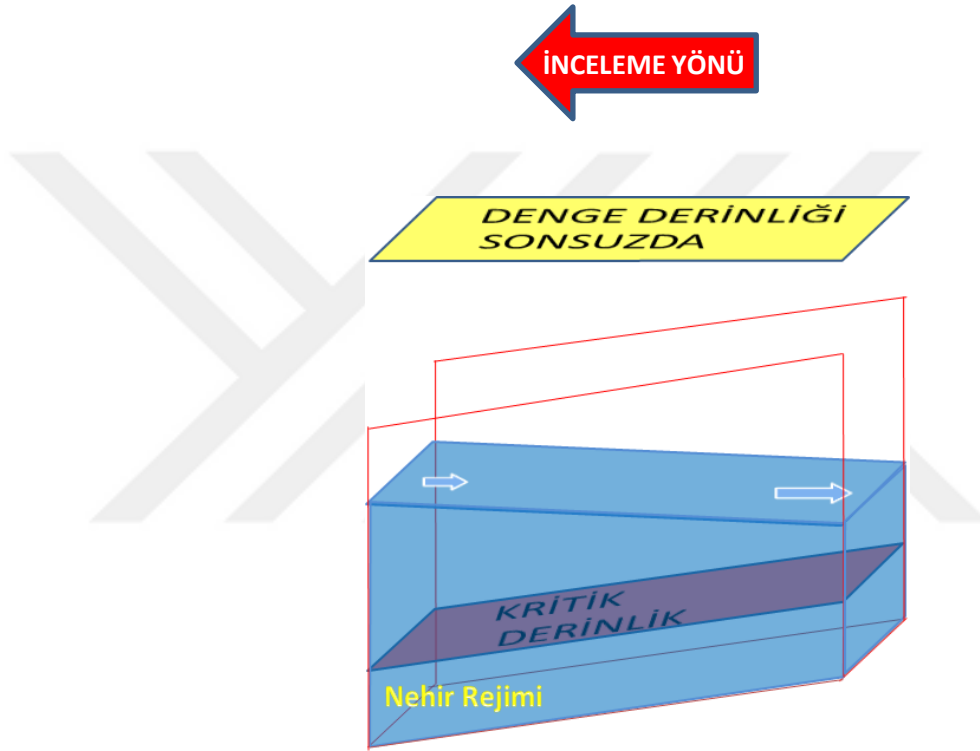 İNCELEME YÖNÜ
DENGE DERİNLİĞİ
SONSUZDA
KRİTİK
DERİNLİK
Nehir Rejimi